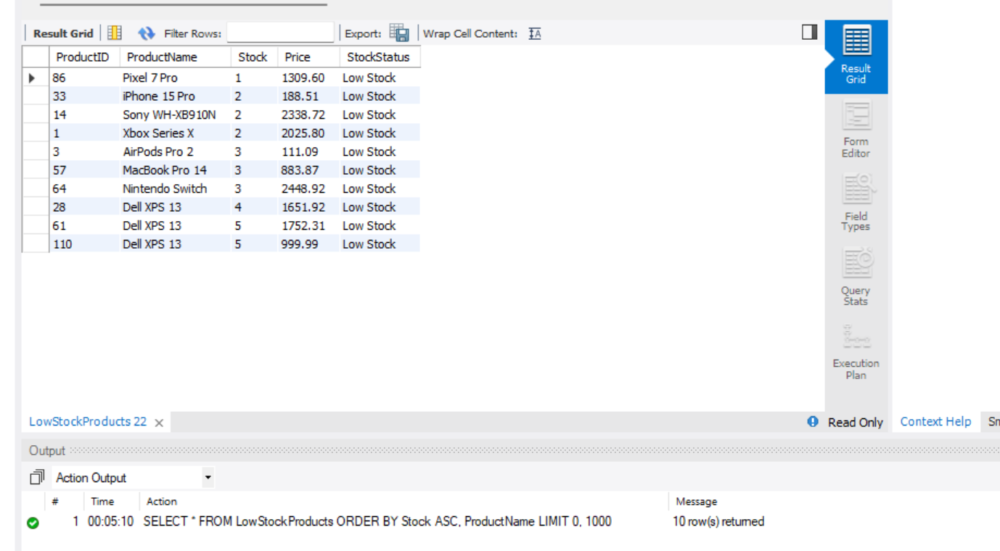 Result Grid Filter Rows: Export: Wrap Cell Content: IA
ProductID ProductName Stock Price StockStatus
86 Pixel 7 Pro 1 1309.60 Low Stock
33 iPhone 15 Pro 2 188.51 Low Stock
14 Sony WH-XB910N 2 2338.72 Low Stock
1 Xbox Series X 2 2025.80 Low Stock
3 AirPods Pro 2 3 111.09 Low Stock
57 MacBook Pro 14 3 883.87 Low Stock
64 Nintendo Switch 3 2448.92 Low Stock
28 Dell XPS 13 4 1651.92 Low Stock
61 Dell XPS 13 5 1752.31 Low Stock
110 Dell XPS 13 5 999.99 Low Stock
Result
Grid
Form
Editor
Field
Types
Query
Stats
Execution
Plan
LowStockProducts 22 Read Only Context Help Sn
Output
Action Output
# Time Action Message
1 00:05:10 SELECT * FROM LowStockProducts ORDER BY Stock ASC, ProductName LIMIT 0, 1000 10 row(s) returned